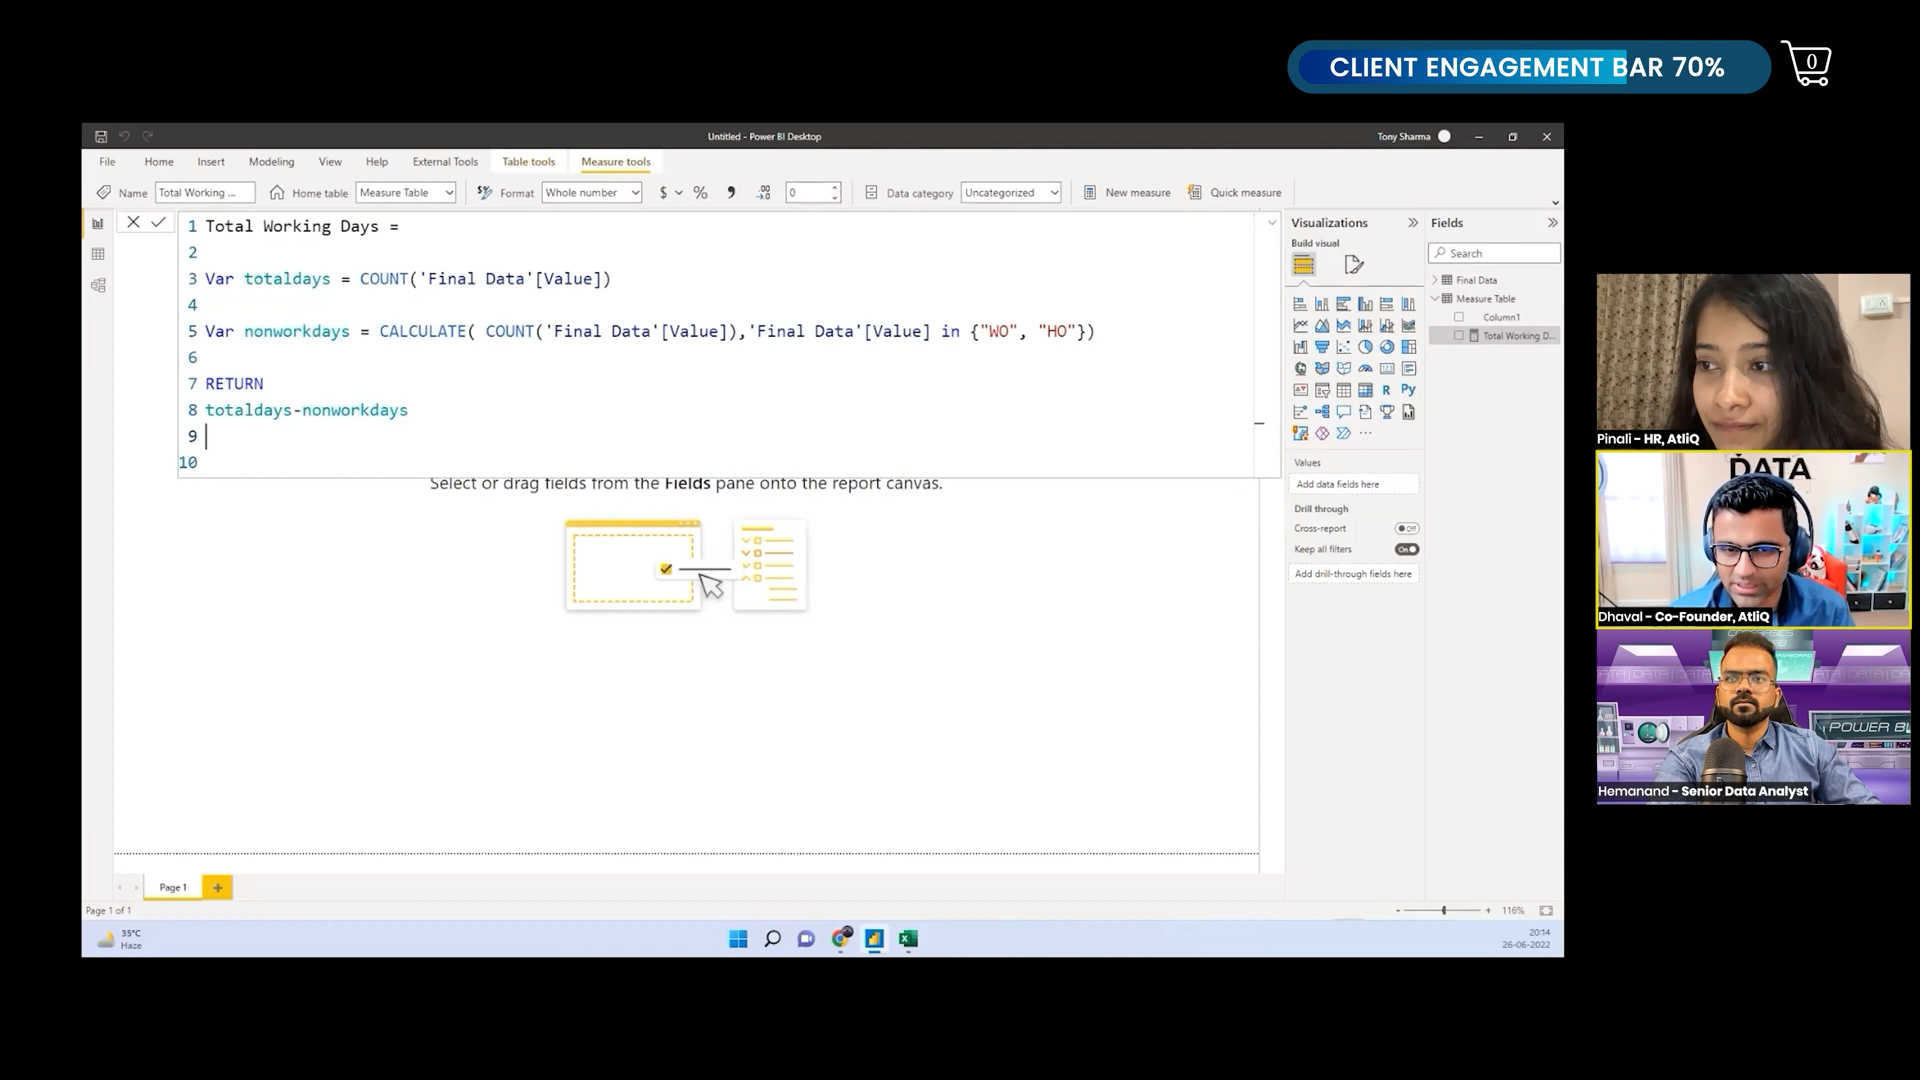 CLIENT ENGAGEMENT BAR 70%
0
Untitled - Power BI Desktop
Tony Sharma
File Home Insert Modeling View Help External Tools Table tools Measure tools
Name Total Working ... Home table Measure Table Format Whole number $ % 0 Data category Uncategorized New measure Quick measure
1 Total Working Days =
2
3 Var totaldays = COUNT('Final Data'[Value])
4
5 Var nonworkdays = CALCULATE( COUNT('Final Data'[Value]),'Final Data'[Value] in {"WO", "HO"})
6
7 RETURN
8 totaldays-nonworkdays
9
10
Select or drag fields from the Fields pane onto the report canvas.
Visualizations
Build visual
R Py
Values
Add data fields here
Drill through
Cross-report Off
Keep all filters On
Add drill-through fields here
Fields
Search
Final Data
Measure Table
Column1
Total Working D...
Page 1
Page 1 of 1
- + 116%
35°C
Haze
20:14
26-06-2022
Pinali - HR, AtliQ
DATA
Dhaval - Co-Founder, AtliQ
POWER BI
Hemanand - Senior Data Analyst